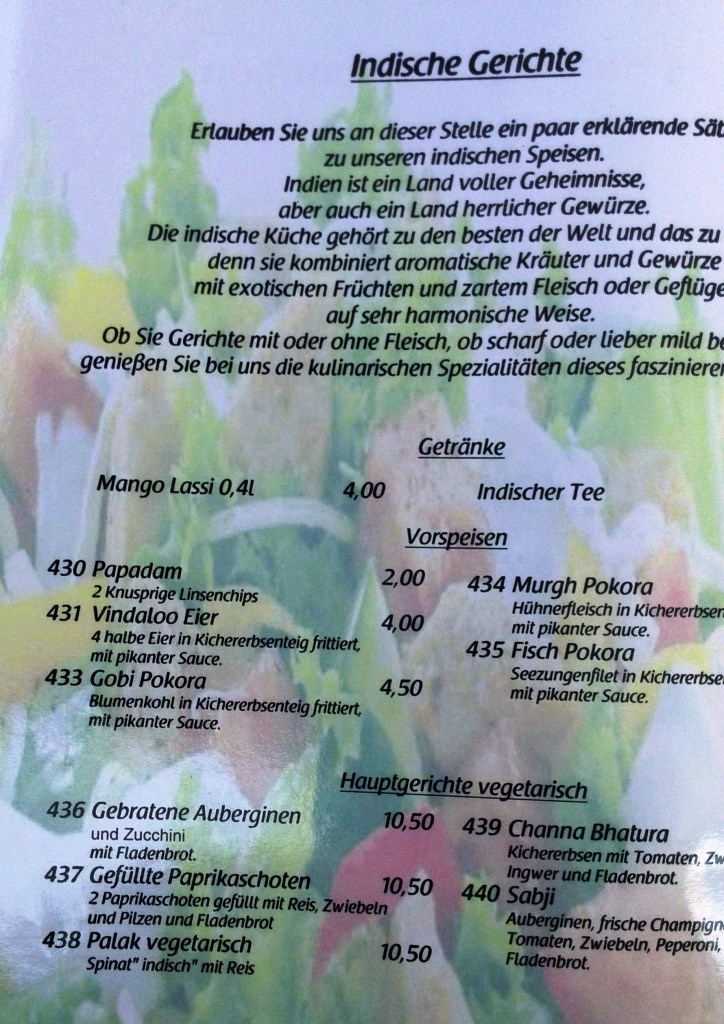 Indische Gerichte
Erlauben Sie uns an dieser Stelle ein paar erklärende
zu unseren indischen Speisen.
Indien ist ein Land voller Geheimnisse,
aber auch ein Land herrlicher Gewürze.
Die indische Küche gehört zu den besten der Welt und das zu
denn sie kombiniert aromatische Kräuter und Gewürze
mit exotischen Früchten und zartem Fleisch oder
auf sehr harmonische Weise.
Ob Sie Gerichte mit oder ohne Fleisch, ob scharf oder lieber mild
genießen Sie bei uns die kulinarischen Spezialitäten dieses
Getränke
Mango Lassi 0,4l 4,00 Indischer Tee
Vorspeisen
430 Papadam 2,00
2 Knusprige Linsenchips
431 Vindaloo Eier 4,00
4 halbe Eier in Kichererbsenteig frittiert,
mit pikanter Sauce.
433 Gobi Pokora 4,50
Blumenkohl in Kichererbsenteig frittiert,
mit pikanter Sauce.
434 Murgh Pokora
Hühnerfleisch in
mit pikanter Sauce.
435 Fisch Pokora
Seezungenfilet in
mit pikanter Sauce.
Hauptgerichte vegetarisch
436 Gebratene Auberginen 10,50
und Zucchini
mit Fladenbrot.
437 Gefüllte Paprikaschoten 10,50
2 Paprikaschoten gefüllt mit Reis, Zwiebeln
und Pilzen und Fladenbrot
438 Palak vegetarisch 10,50
Spinat" indisch" mit Reis
439 Channa Bhatura
Kichererbsen mit Tomaten,
Ingwer und Fladenbrot.
440 Sabji
Auberginen, frische
Tomaten, Zwiebeln, Peperoni,
Fladenbrot.